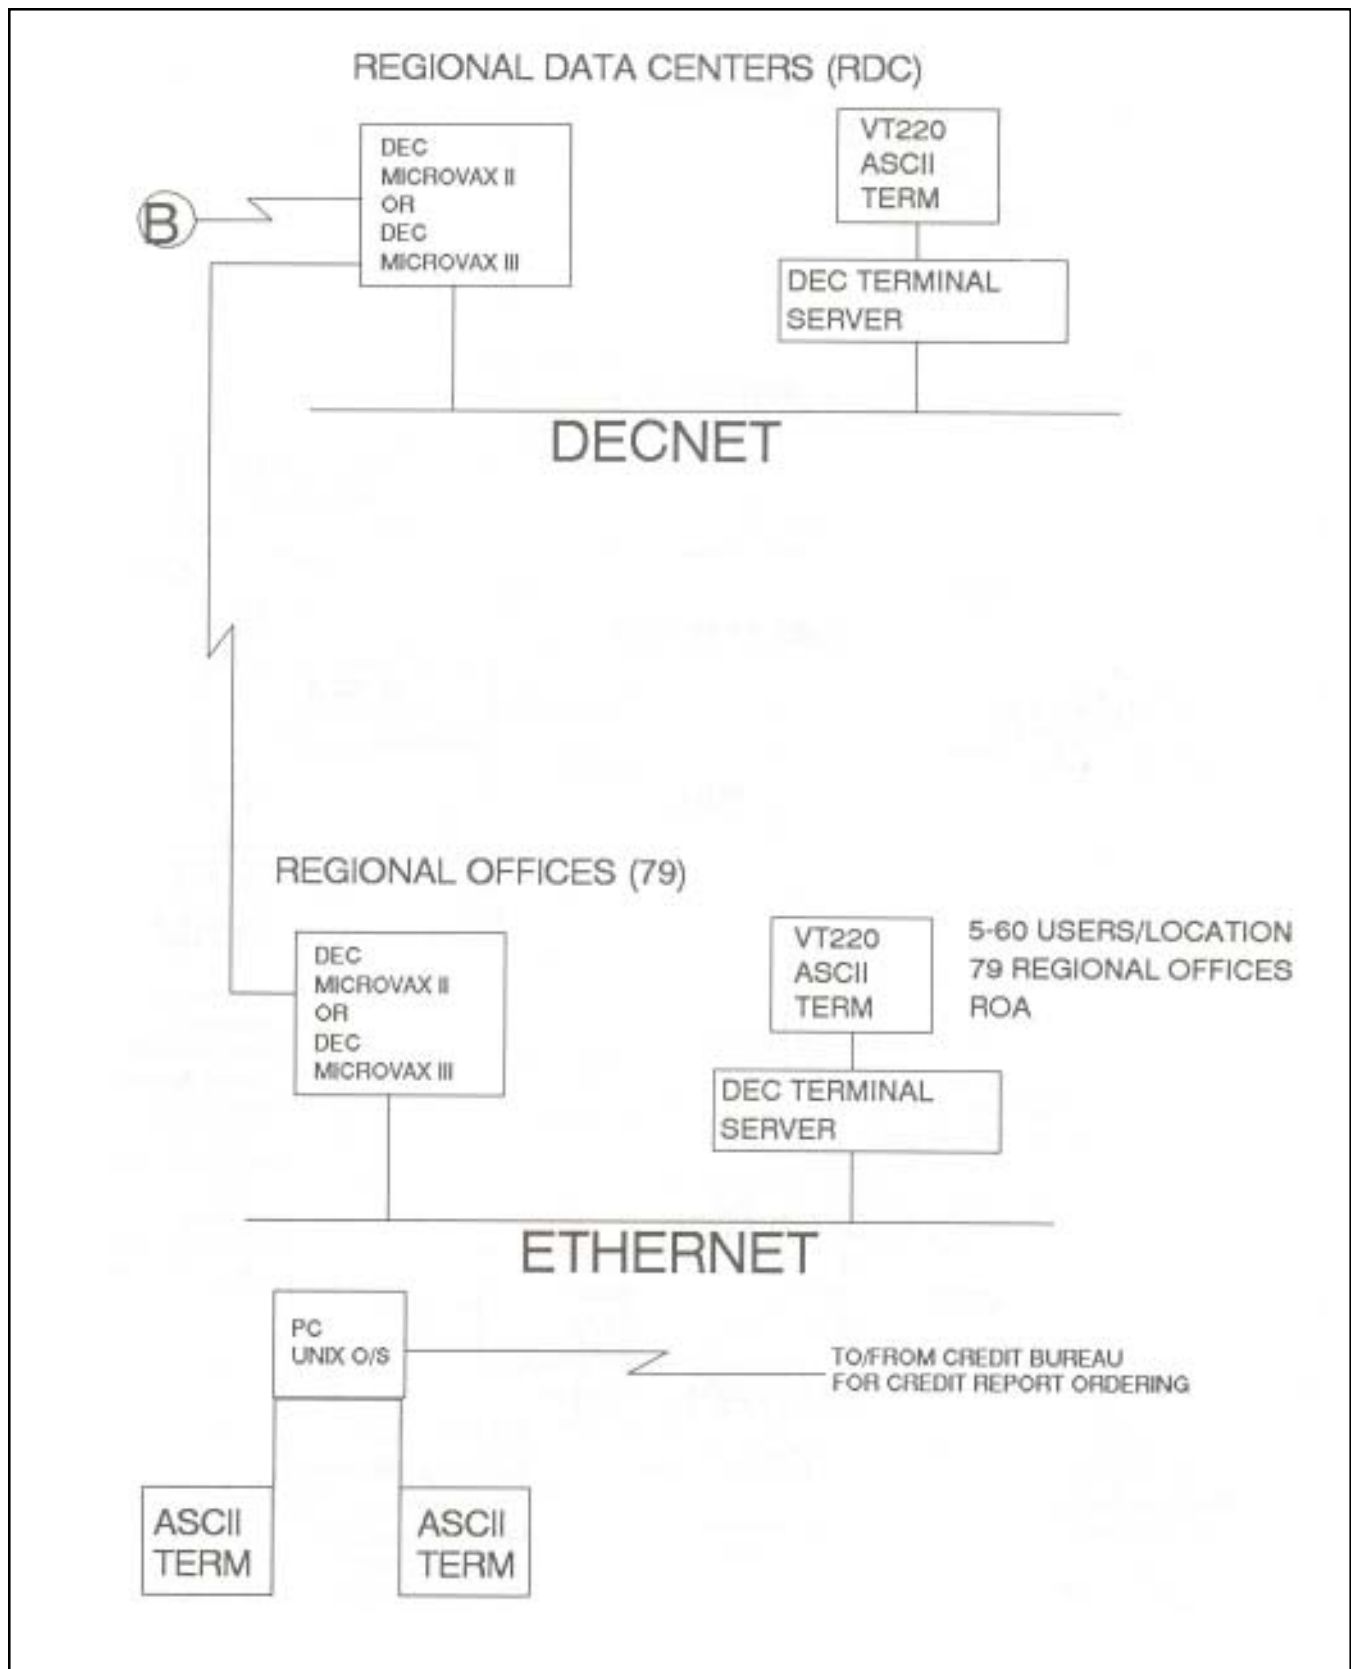 REGIONAL DATA CENTERS (RDC)
DEC
MICROVAX II
OR
DEC
MICROVAX III
VT220
ASCII
TERM
B
DEC TERMINAL
SERVER
DECNET
REGIONAL OFFICES (79)
DEC
MICROVAX II
OR
DEC
MICROVAX III
VT220
ASCII
TERM
5-60 USERS/LOCATION
79 REGIONAL OFFICES
ROA
DEC TERMINAL
SERVER
ETHERNET
PC
UNIX O/S
TO/FROM CREDIT BUREAU
FOR CREDIT REPORT ORDERING
ASCII
TERM
ASCII
TERM